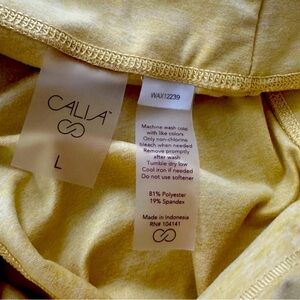 CALIA™
L
WAX12239
Machine wash cold
with like colors
Only non-chlorine
bleach when needed
Remove promptly
after wash
Tumble dry low
Cool iron if needed
Do not use softener
81% Polyester
19% Spandex
Made in Indonesia
RN# 104141